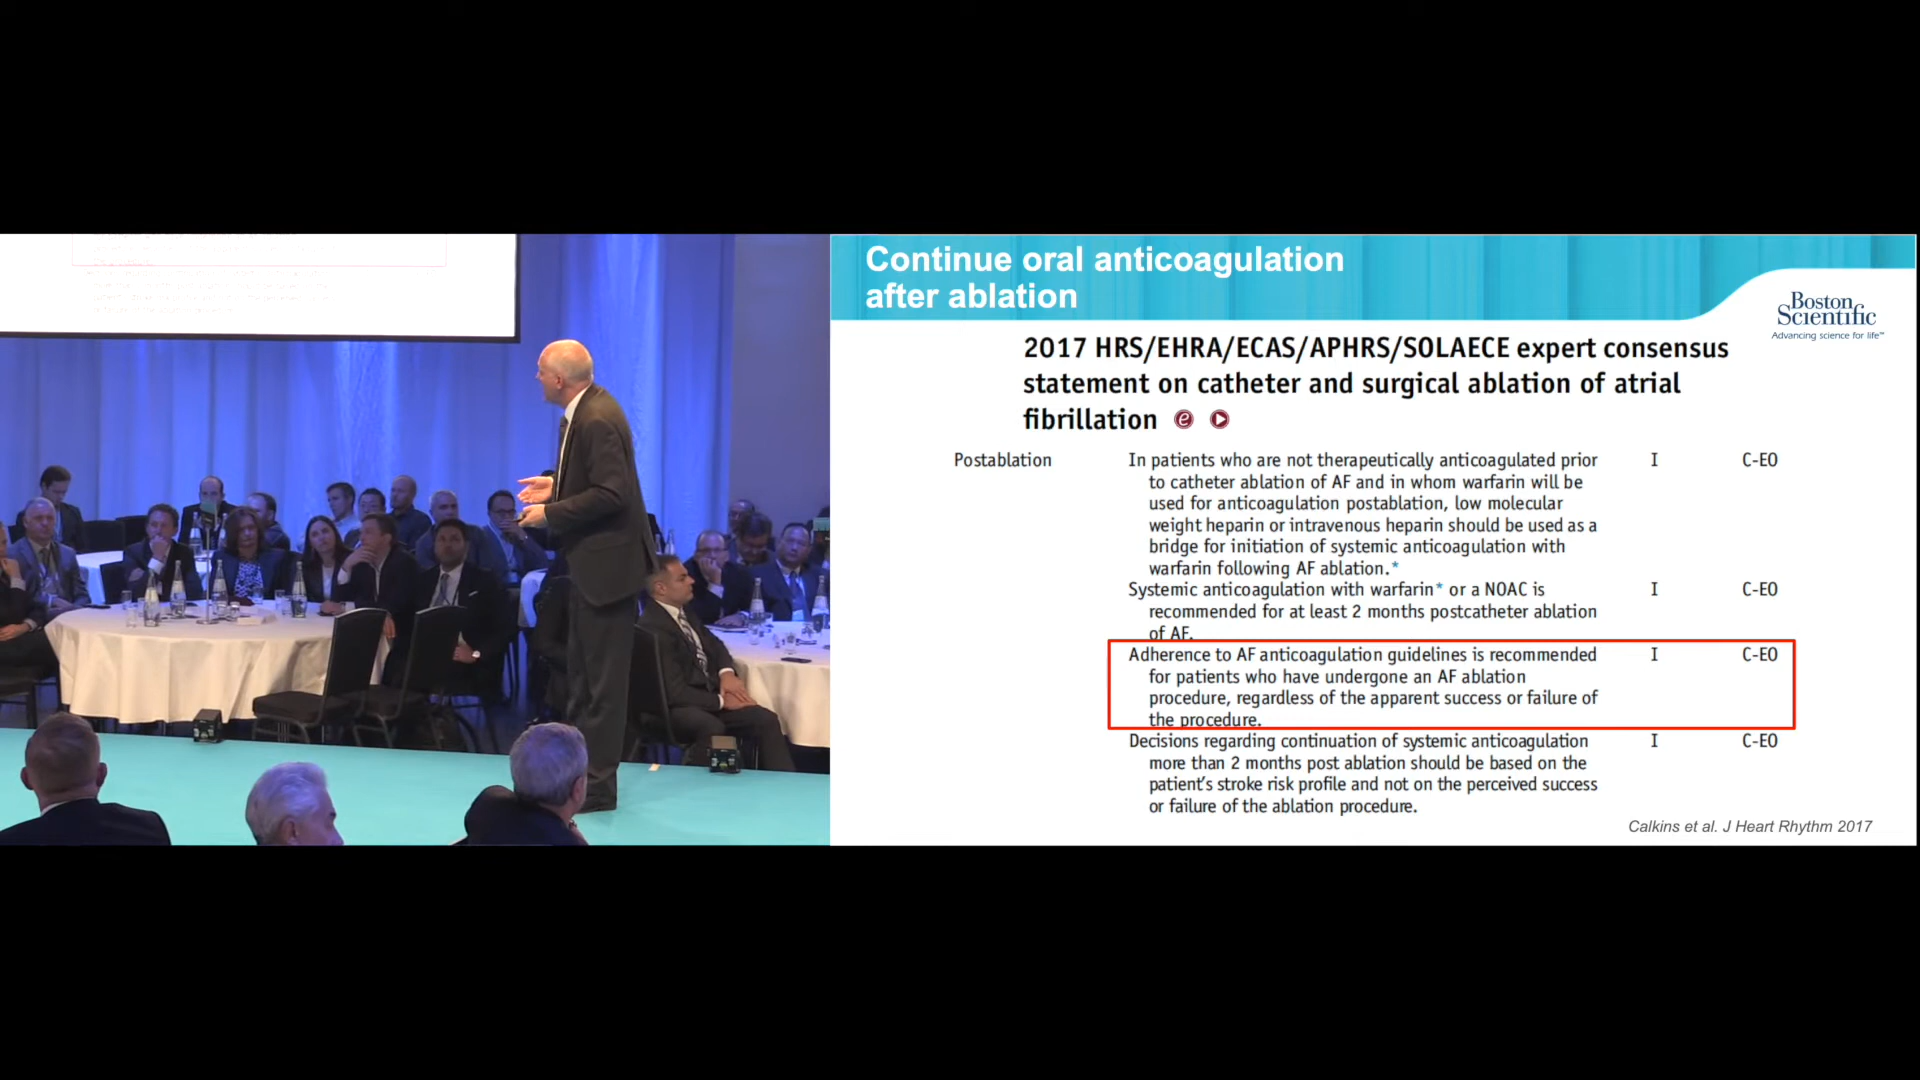 Continue oral anticoagulation
after ablation
Boston
Scientific
Advancing science for life™
2017 HRS/EHRA/ECAS/APHRS/SOLAECE expert consensus
statement on catheter and surgical ablation of atrial
fibrillation e
Postablation In patients who are not therapeutically anticoagulated prior I C-EO
to catheter ablation of AF and in whom warfarin will be
used for anticoagulation postablation, low molecular
weight heparin or intravenous heparin should be used as a
bridge for initiation of systemic anticoagulation with
warfarin following AF ablation.*
Systemic anticoagulation with warfarin* or a NOAC is I C-EO
recommended for at least 2 months postcatheter ablation
of AF.
Adherence to AF anticoagulation guidelines is recommended I C-EO
for patients who have undergone an AF ablation
procedure, regardless of the apparent success or failure of
the procedure.
Decisions regarding continuation of systemic anticoagulation I C-EO
more than 2 months post ablation should be based on the
patient's stroke risk profile and not on the perceived success
or failure of the ablation procedure.
Calkins et al. J Heart Rhythm 2017